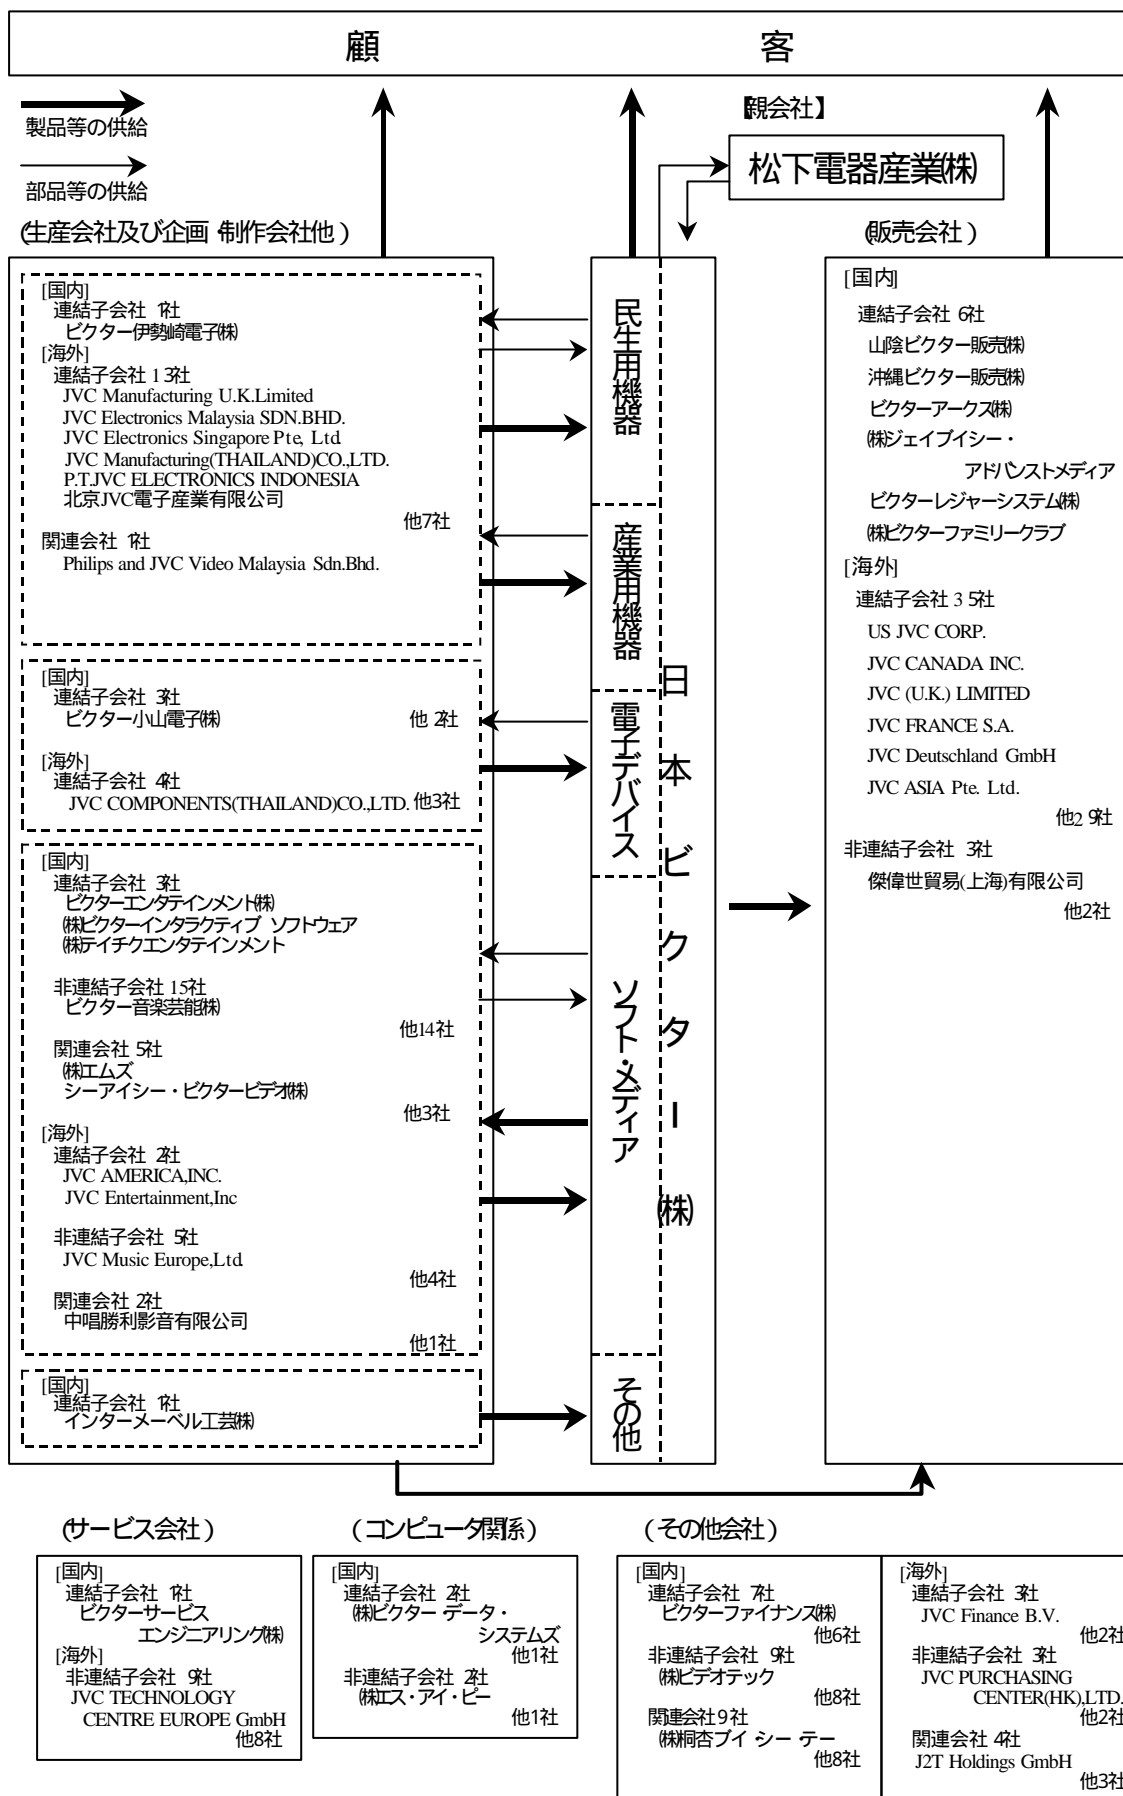 顧客
製品等の供給
部品等の供給
【親会社】
松下電器産業㈱
(生産会社及び企画・制作会社他)
(販売会社)
[国内]
連結子会社 1社
ビクター伊勢崎電子㈱
[海外]
連結子会社 13社
JVC Manufacturing U.K.Limited
JVC Electronics Malaysia SDN.BHD.
JVC Electronics Singapore Pte, Ltd
JVC Manufacturing(THAILAND)CO.,LTD.
P.T.JVC ELECTRONICS INDONESIA
北京JVC電子産業有限公司
他7社
関連会社 1社
Philips and JVC Video Malaysia Sdn.Bhd.
[国内]
連結子会社 3社
ビクター小山電子㈱ 他 2社
[海外]
連結子会社 4社
JVC COMPONENTS(THAILAND)CO.,LTD. 他3社
[国内]
連結子会社 3社
ビクターエンタテインメント㈱
㈱ビクターインタラクティブ ソフトウェア
㈱テイチクエンタテインメント
非連結子会社 15社
ビクター音楽芸能㈱
他14社
関連会社 5社
㈱エムズ
シーアイシー・ビクタービデオ㈱
他3社
[海外]
連結子会社 2社
JVC AMERICA,INC.
JVC Entertainment,Inc
非連結子会社 5社
JVC Music Europe,Ltd
他4社
関連会社 2社
中唱勝利影音有限公司
他1社
[国内]
連結子会社 1社
インターメーベル工芸㈱
民生用機器
産業用機器
電子デバイス
ソフト・メディア
その他
日本ビクター㈱
[国内]
連結子会社 6社
山陰ビクター販売㈱
沖縄ビクター販売㈱
ビクターアークス㈱
㈱ジェイブイシー・
アドバンストメディア
ビクターレジャーシステム㈱
㈱ビクターファミリークラブ
[海外]
連結子会社 35社
US JVC CORP.
JVC CANADA INC.
JVC (U.K.) LIMITED
JVC FRANCE S.A.
JVC Deutschland GmbH
JVC ASIA Pte. Ltd.
他29社
非連結子会社 3社
傑偉世貿易(上海)有限公司
他2社
(サービス会社)
[国内]
連結子会社 1社
ビクターサービス
エンジニアリング㈱
[海外]
非連結子会社 9社
JVC TECHNOLOGY
CENTRE EUROPE GmbH
他8社
(コンピュータ関係)
[国内]
連結子会社 2社
㈱ビクター・データ・
システムズ
他1社
非連結子会社 2社
㈱エス・アイ・ピー
他1社
(その他会社)
[国内]
連結子会社 7社
ビクターファイナンス㈱
他6社
非連結子会社 9社
㈱ビデオテック
他8社
関連会社9社
㈱桐杏ブイ・シー・テー
他8社
[海外]
連結子会社 3社
JVC Finance B.V.
他2社
非連結子会社 3社
JVC PURCHASING
CENTER(HK),LTD.
他2社
関連会社 4社
J2T Holdings GmbH
他3社